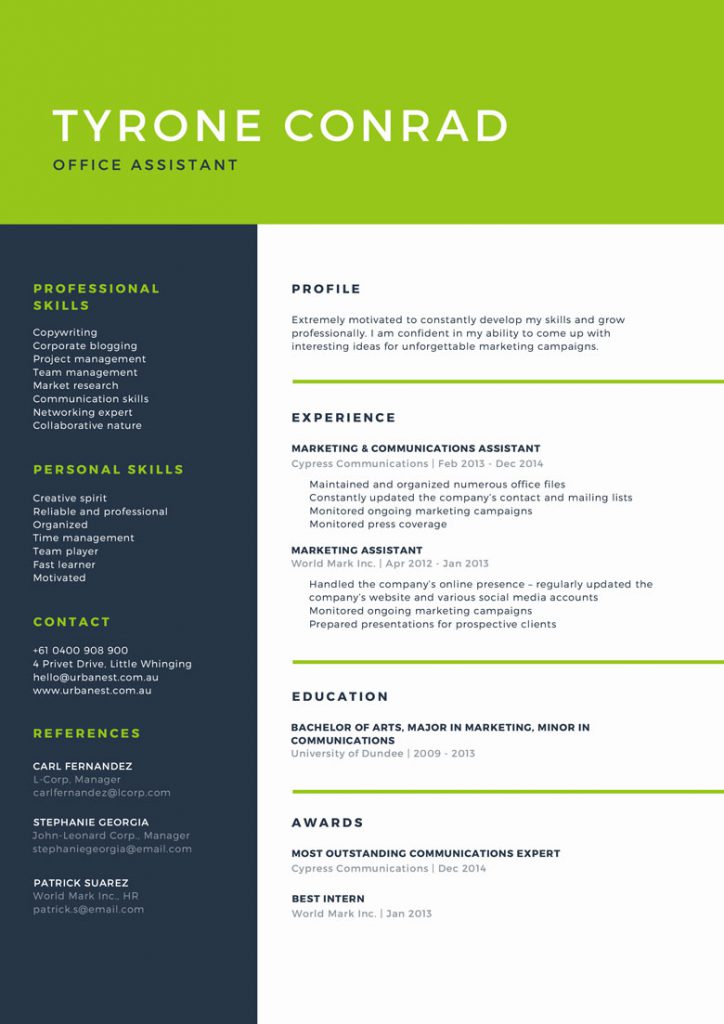 TYRONE CONRAD
OFFICE ASSISTANT
PROFESSIONAL
SKILLS
Copywriting
Corporate blogging
Project management
Team management
Market research
Communication skills
Networking expert
Collaborative nature
PERSONAL SKILLS
Creative spirit
Reliable and professional
Organized
Time management
Team player
Fast learner
Motivated
CONTACT
+61 0400 908 900
4 Privet Drive, Little Whinging
hello@urbanest.com.au
www.urbanest.com.au
REFERENCES
CARL FERNANDEZ
L-Corp, Manager
carlfernandez@lcorp.com
STEPHANIE GEORGIA
John-Leonard Corp., Manager
stephaniegeorgia@email.com
PATRICK SUAREZ
World Mark Inc., HR
patrick.s@email.com
PROFILE
Extremely motivated to constantly develop my skills and grow
professionally. I am confident in my ability to come up with
interesting ideas for unforgettable marketing campaigns.
EXPERIENCE
MARKETING & COMMUNICATIONS ASSISTANT
Cypress Communications | Feb 2013 - Dec 2014
Maintained and organized numerous office files
Constantly updated the company's contact and mailing lists
Monitored ongoing marketing campaigns
Monitored press coverage
MARKETING ASSISTANT
World Mark Inc. | Apr 2012 - Jan 2013
Handled the company's online presence – regularly updated the
company's website and various social media accounts
Monitored ongoing marketing campaigns
Prepared presentations for prospective clients
EDUCATION
BACHELOR OF ARTS, MAJOR IN MARKETING, MINOR IN
COMMUNICATIONS
University of Dundee | 2009 - 2013
AWARDS
MOST OUTSTANDING COMMUNICATIONS EXPERT
Cypress Communications | Dec 2014
BEST INTERN
World Mark Inc. | Jan 2013